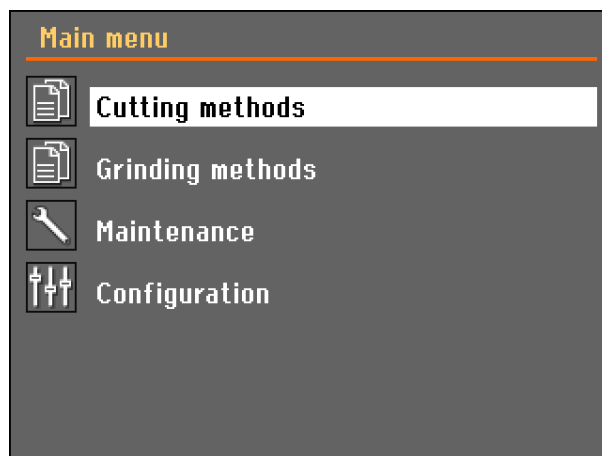 Main menu
Cutting methods
Grinding methods
Maintenance
Configuration